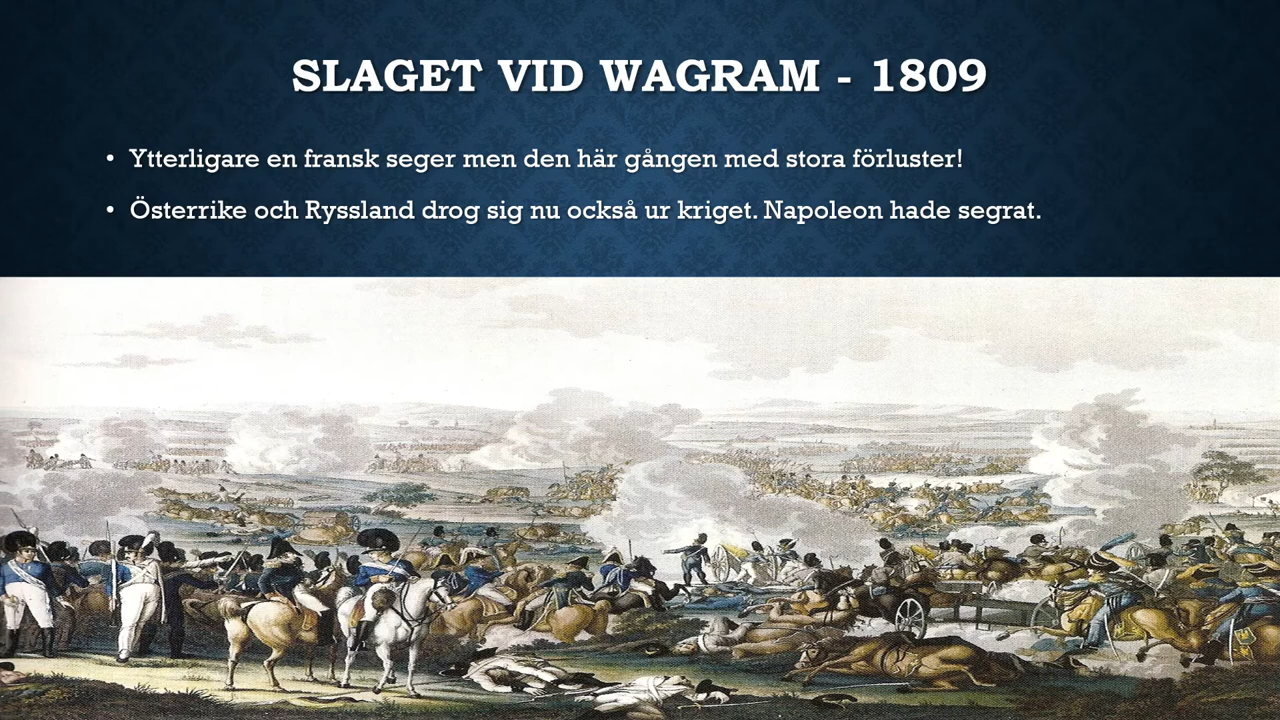 SLAGET VID WAGRAM - 1809
• Ytterligare en fransk seger men den här gången med stora förluster!
• Österrike och Ryssland drog sig nu också ur kriget. Napoleon hade segrat.